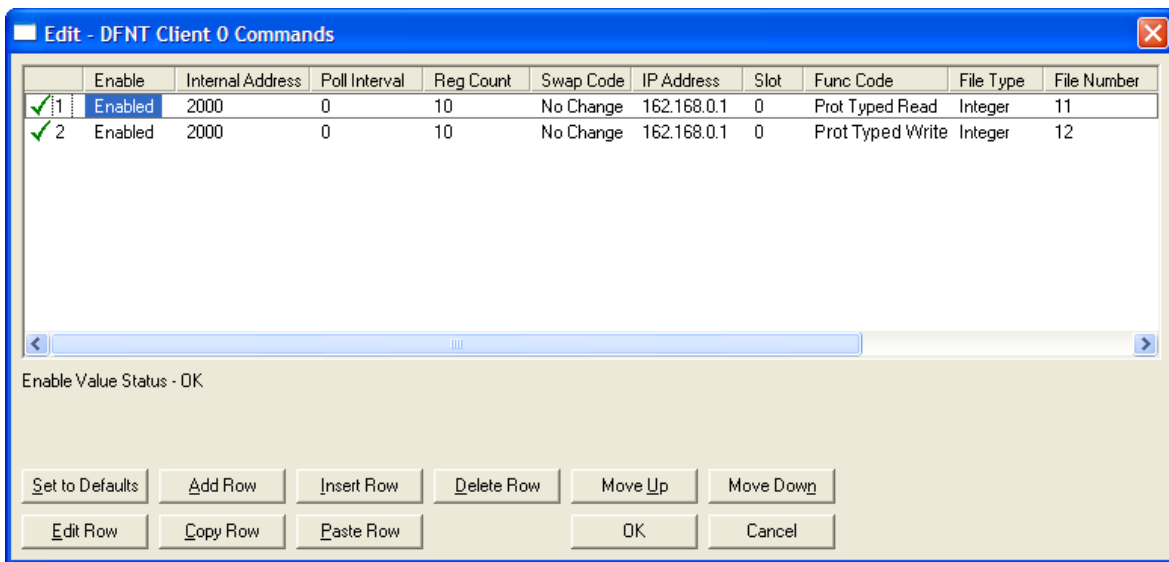 Edit - DFNT Client 0 Commands
Enable Internal Address Poll Interval Reg Count Swap Code IP Address Slot Func Code File Type File Number
1 Enabled 2000 0 10 No Change 162.168.0.1 0 Prot Typed Read Integer 11
2 Enabled 2000 0 10 No Change 162.168.0.1 0 Prot Typed Write Integer 12
Enable Value Status - OK
Set to Defaults Add Row Insert Row Delete Row Move Up Move Down
Edit Row Copy Row Paste Row OK Cancel